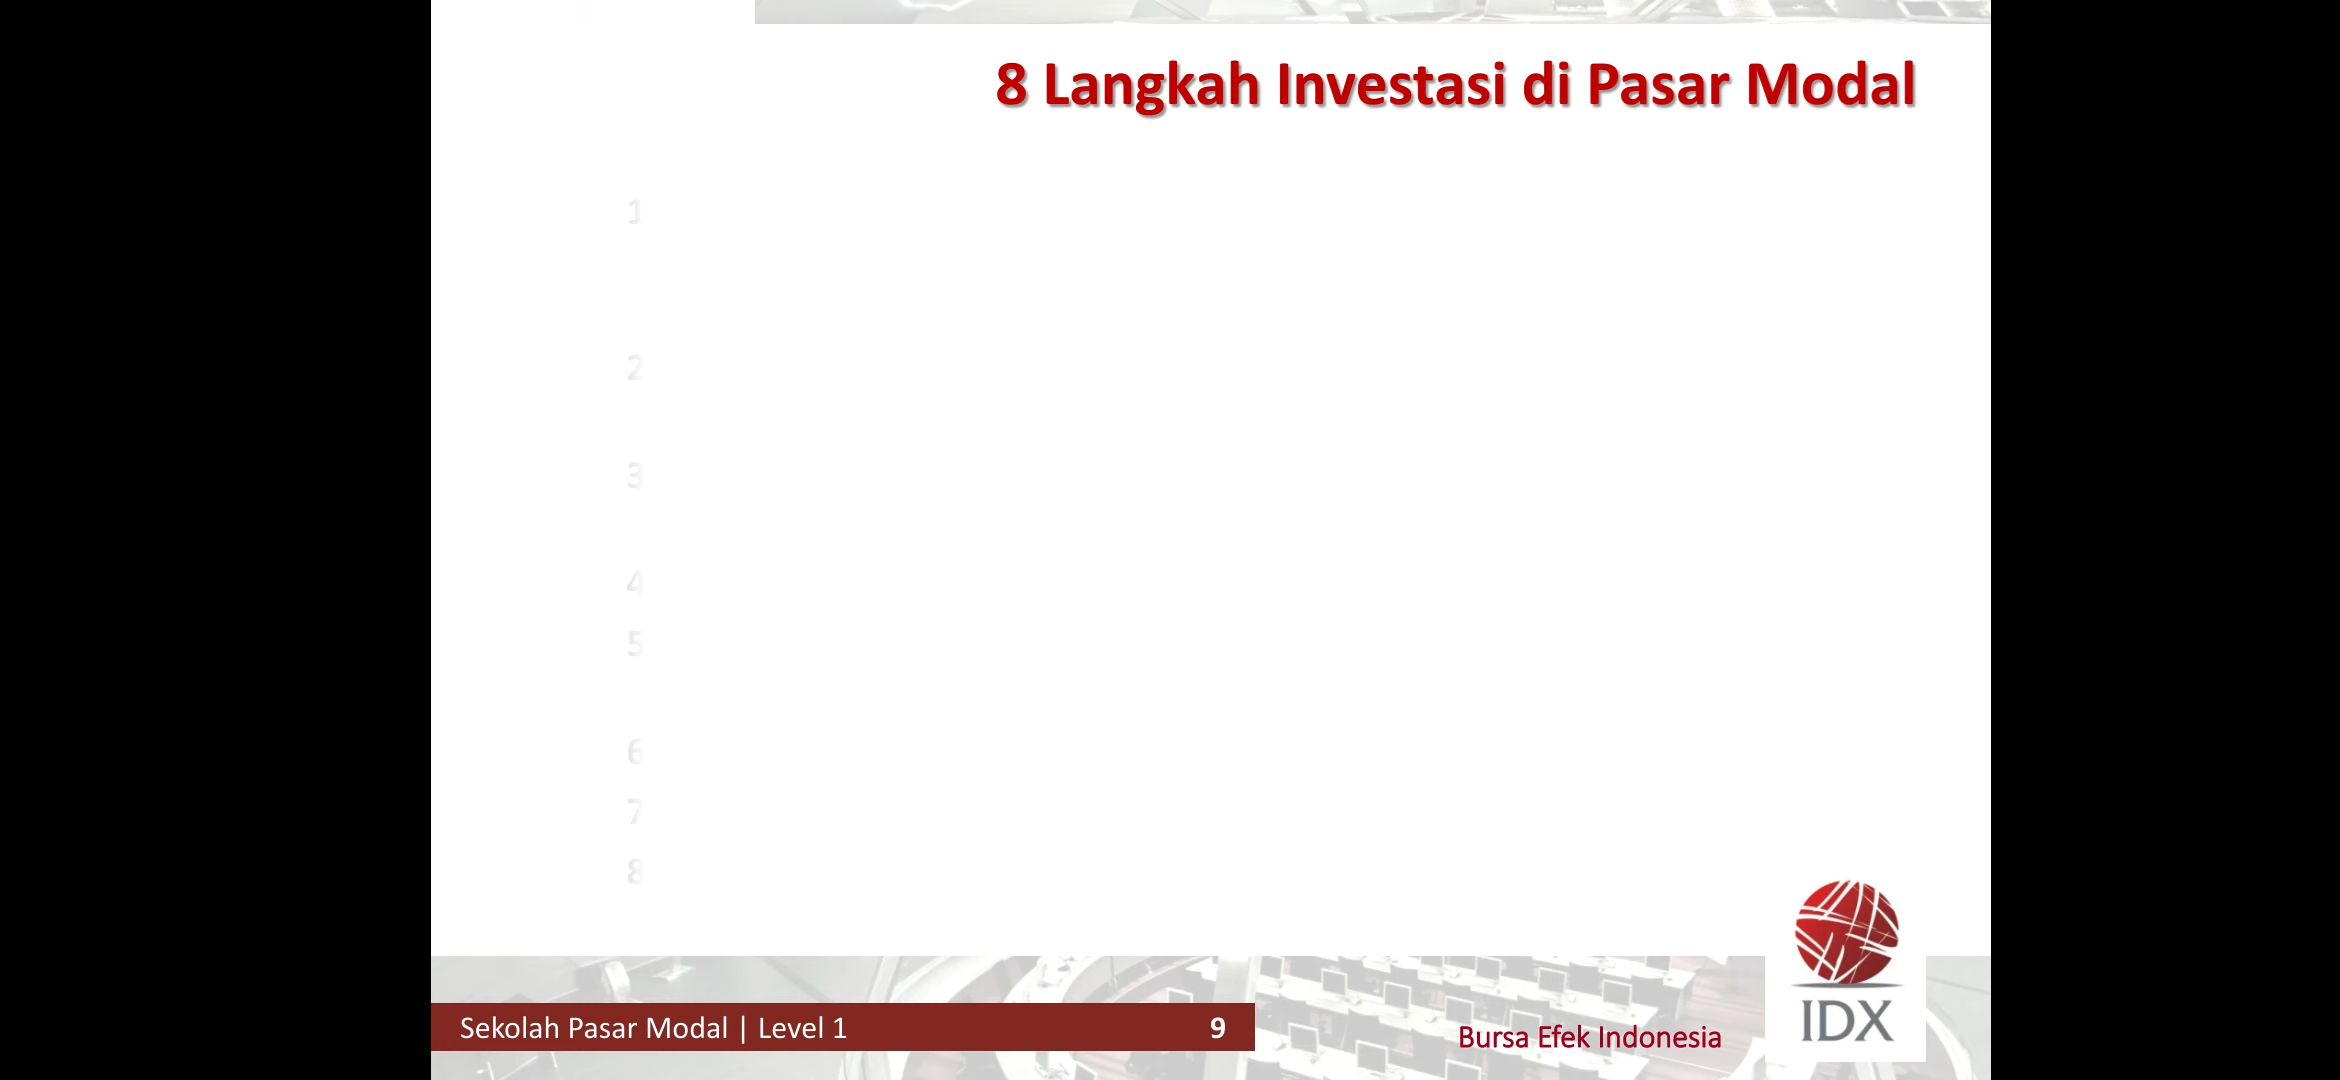 8 Langkah Investasi di Pasar Modal
1
2
3
4
5
6
7
8
Sekolah Pasar Modal | Level 1 9
Bursa Efek Indonesia
IDX